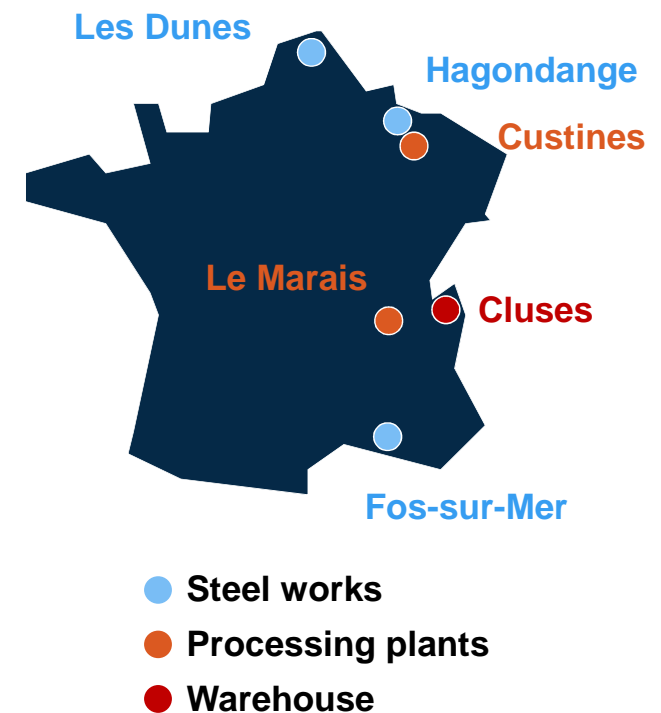 Les Dunes
Hagondange
Custines
Le Marais
Cluses
Fos-sur-Mer
Steel works
Processing plants
Warehouse